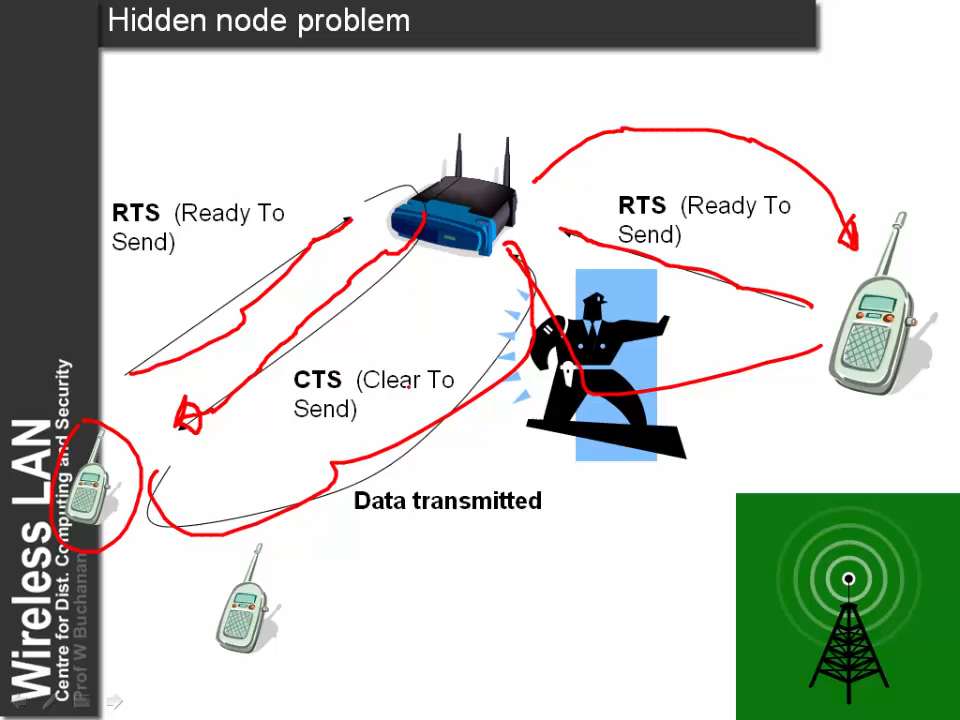 Hidden node problem
RTS (Ready To
Send)
RTS (Ready To
Send)
CTS (Clear To
Send)
Data transmitted
Wireless LAN
Centre for Dist. Computing and Security
Prof W Buchanan